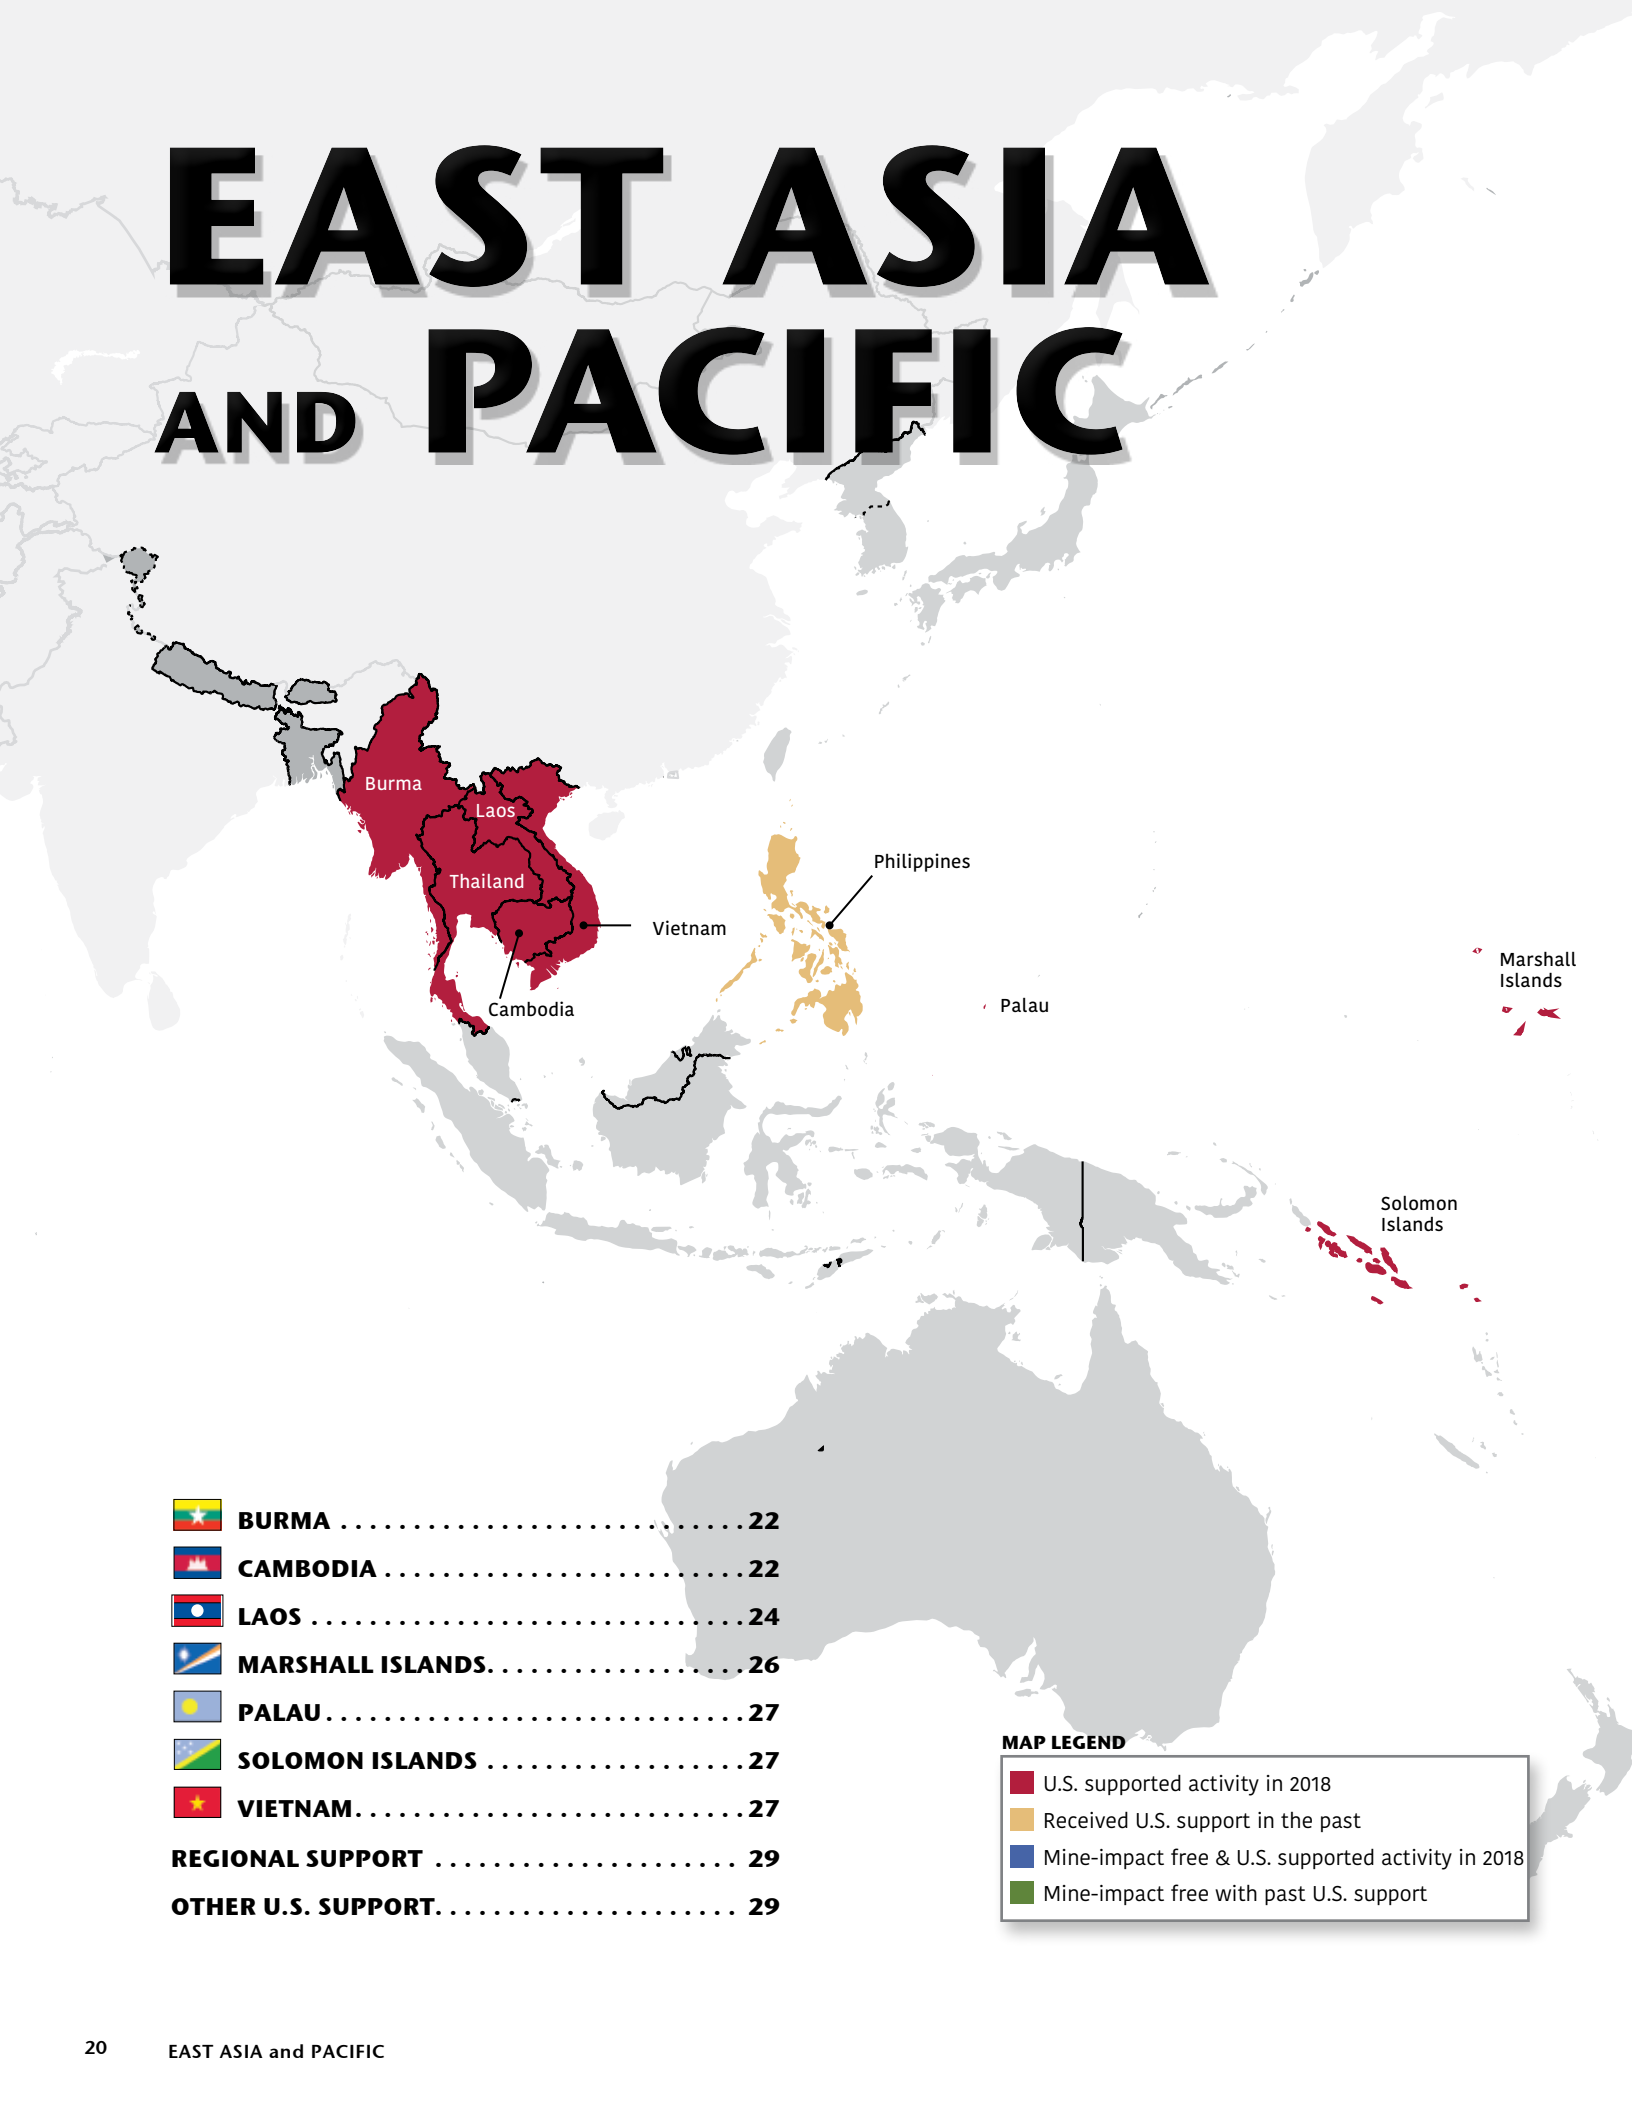 EAST ASIA
AND PACIFIC
Burma
Laos
Thailand
Philippines
Vietnam
Cambodia
Palau
Marshall
Islands
Solomon
Islands
BURMA . . . . . . . . . . . . . . . . . . . . . . . . . . . . 22
CAMBODIA . . . . . . . . . . . . . . . . . . . . . . . . . 22
LAOS . . . . . . . . . . . . . . . . . . . . . . . . . . . . . . 24
MARSHALL ISLANDS. . . . . . . . . . . . . . . . . . 26
PALAU . . . . . . . . . . . . . . . . . . . . . . . . . . . . . 27
SOLOMON ISLANDS . . . . . . . . . . . . . . . . . . 27
VIETNAM. . . . . . . . . . . . . . . . . . . . . . . . . . . 27
REGIONAL SUPPORT . . . . . . . . . . . . . . . . . . . . . 29
OTHER U.S. SUPPORT. . . . . . . . . . . . . . . . . . . . . 29
MAP LEGEND
U.S. supported activity in 2018
Received U.S. support in the past
Mine-impact free & U.S. supported activity in 2018
Mine-impact free with past U.S. support
20 EAST ASIA and PACIFIC